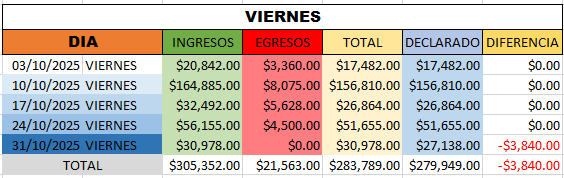 VIERNES
DIA INGRESOS EGRESOS TOTAL DECLARADO DIFERENCIA
03/10/2025 VIERNES $20,842.00 $3,360.00 $17,482.00 $17,482.00 $0.00
10/10/2025 VIERNES $164,885.00 $8,075.00 $156,810.00 $156,810.00 $0.00
17/10/2025 VIERNES $32,492.00 $5,628.00 $26,864.00 $26,864.00 $0.00
24/10/2025 VIERNES $56,155.00 $4,500.00 $51,655.00 $51,655.00 $0.00
31/10/2025 VIERNES $30,978.00 $0.00 $30,978.00 $27,138.00 -$3,840.00
TOTAL $305,352.00 $21,563.00 $283,789.00 $279,949.00 -$3,840.00